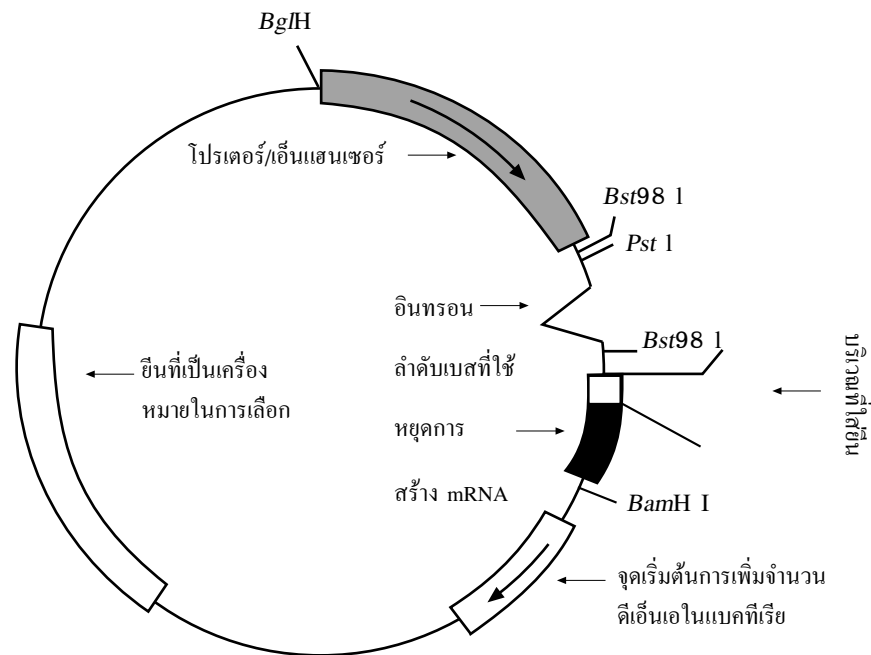 BglH
โปรเตอร์/เอ็นแฮนเซอร์
Bst98 l
Pst l
อินทรอน
Bst98 l
ลำดับเบสที่ใช้
หยุดการ
สร้าง mRNA
บริเวณที่ใส่ยีน
ยีนที่เป็นเครื่อง
หมายในการเลือก
BamH I
จุดเริ่มต้นการเพิ่มจำนวน
ดีเอ็นเอในแบคทีเรีย